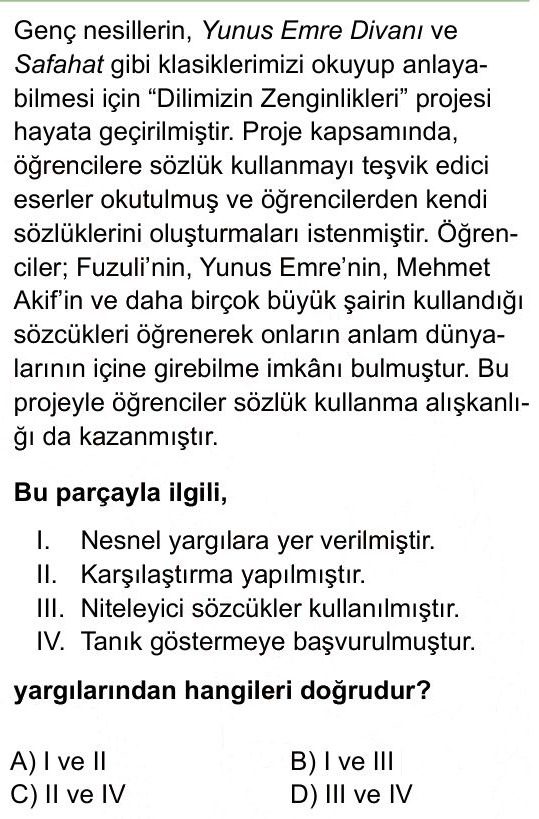 Genç nesillerin, Yunus Emre Divanı ve
Safahat gibi klasiklerimizi okuyup anlaya-
bilmesi için “Dilimizin Zenginlikleri” projesi
hayata geçirilmiştir. Proje kapsamında,
öğrencilere sözlük kullanmayı teşvik edici
eserler okutulmuş ve öğrencilerden kendi
sözlüklerini oluşturmaları istenmiştir. Öğren-
ciler; Fuzuli’nin, Yunus Emre’nin, Mehmet
Akif’in ve daha birçok büyük şairin kullandığı
sözcükleri öğrenerek onların anlam dünya-
larının içine girebilme imkânı bulmuştur. Bu
projeyle öğrenciler sözlük kullanma alışkanlı-
ğı da kazanmıştır.
Bu parçayla ilgili,
I. Nesnel yargılara yer verilmiştir.
II. Karşılaştırma yapılmıştır.
III. Niteleyici sözcükler kullanılmıştır.
IV. Tanık göstermeye başvurulmuştur.
yargılarından hangileri doğrudur?
A) I ve II B) I ve III
C) II ve IV D) III ve IV